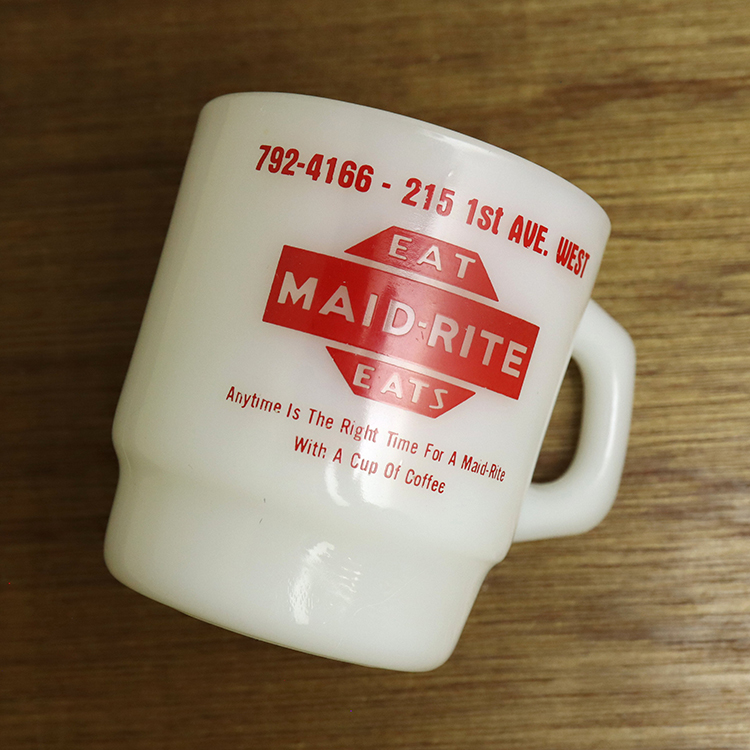 792-4166 - 215 1st AVE. WEST
EAT
MAID-RITE
EATS
Anytime Is The Right Time For A Maid-Rite
With A Cup Of Coffee